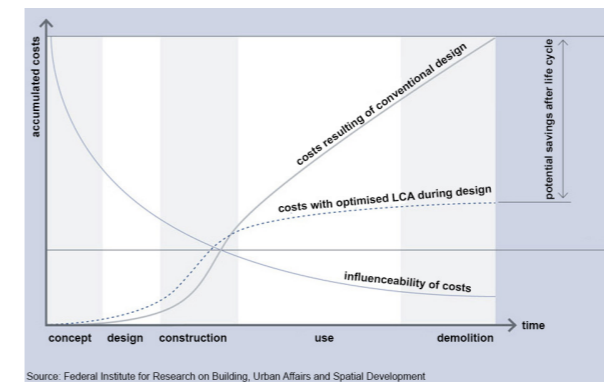 accumulated costs
costs resulting of conventional design
potential savings after life cycle
costs with optimised LCA during design
influenceability of costs
time
concept design construction use demolition
Source: Federal Institute for Research on Building, Urban Affairs and Spatial Development